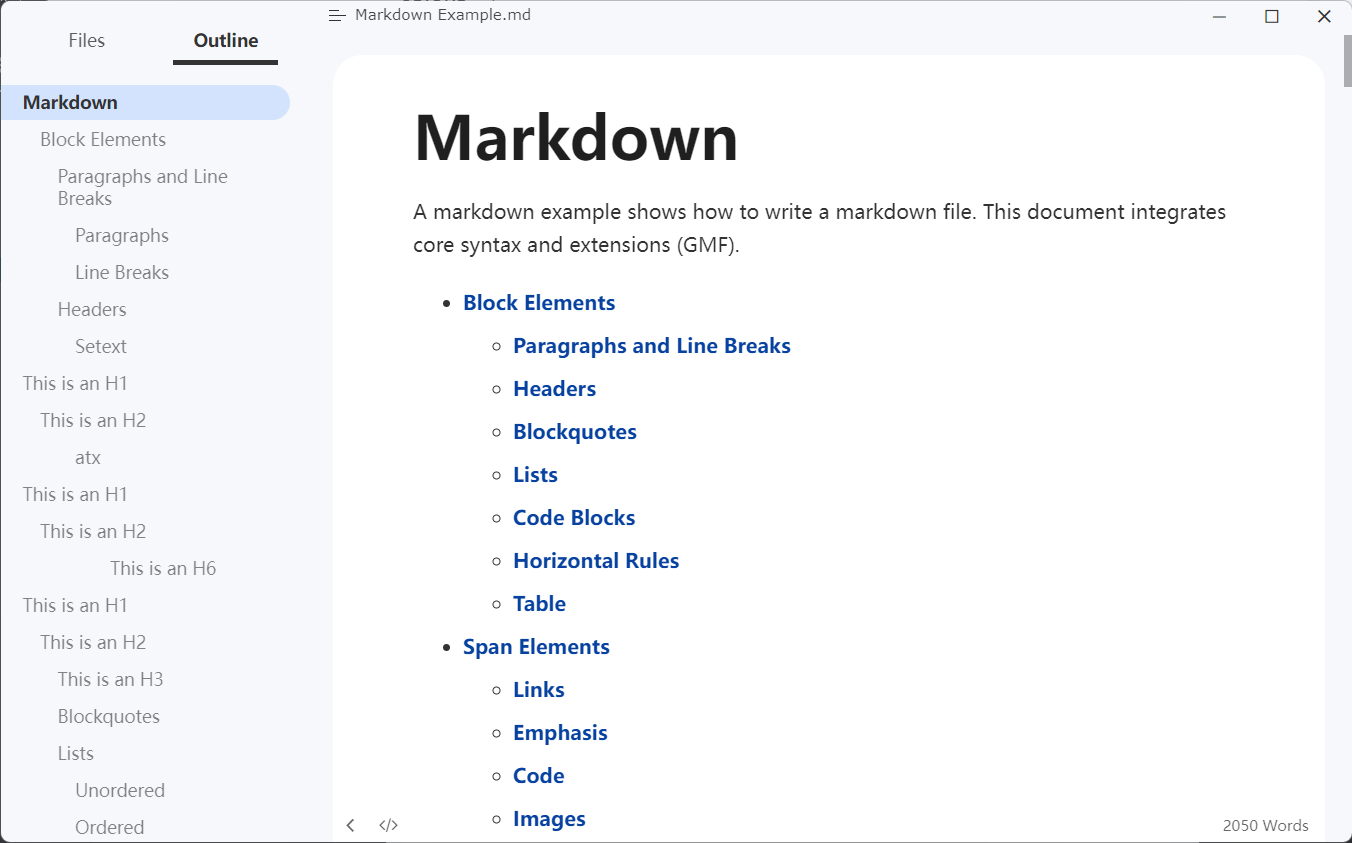 Markdown Example.md
Files
Outline
Markdown
Block Elements
Paragraphs and Line
Breaks
Paragraphs
Line Breaks
Headers
Setext
This is an H1
This is an H2
atx
This is an H1
This is an H2
This is an H6
This is an H1
This is an H2
This is an H3
Blockquotes
Lists
Unordered
Ordered
Markdown
A markdown example shows how to write a markdown file. This document integrates
core syntax and extensions (GMF).
Block Elements
Paragraphs and Line Breaks
Headers
Blockquotes
Lists
Code Blocks
Horizontal Rules
Table
Span Elements
Links
Emphasis
Code
Images
2050 Words